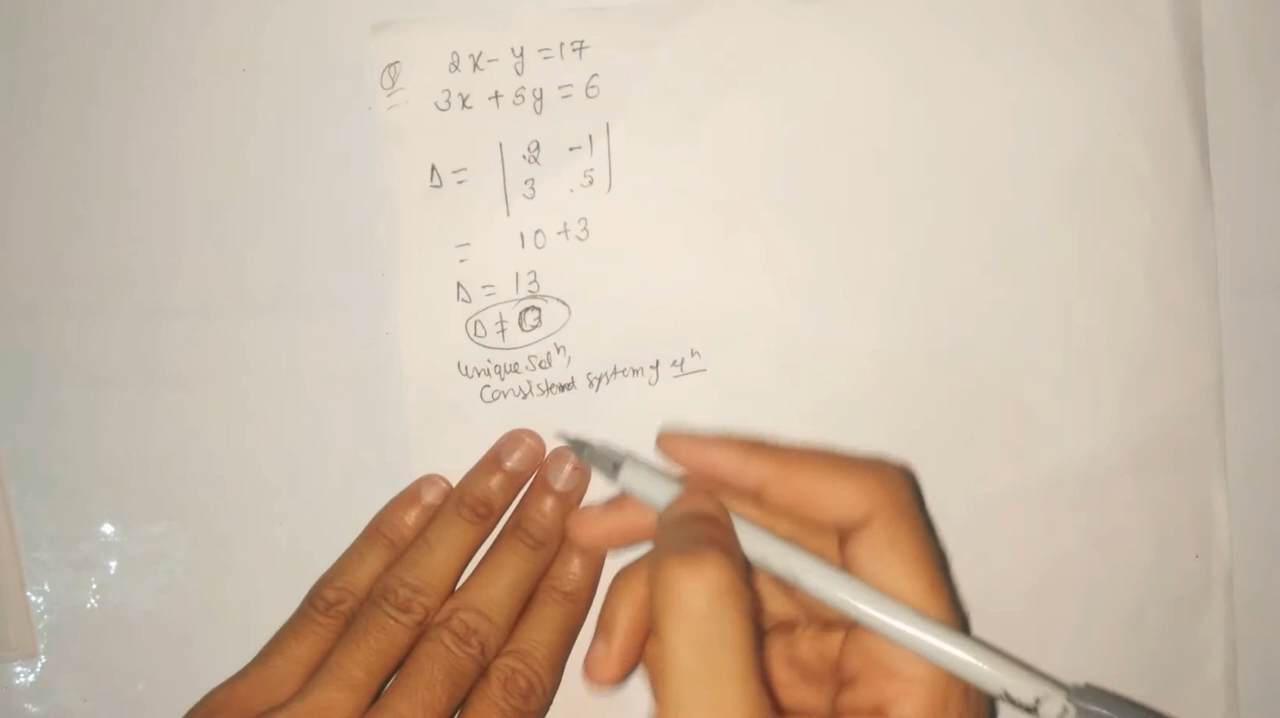 Q 2x - y = 17
3x + 5y = 6
Δ = | 2 -1 |
| 3 5 |
= 10 + 3
Δ = 13
Δ ≠ 0
Unique Solⁿ,
Consistent system of eqⁿ